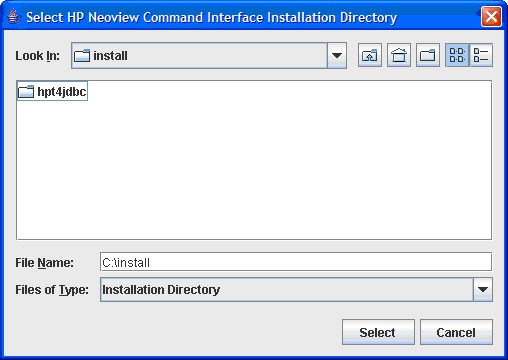 Select HP Neoview Command Interface Installation Directory
Look In: install
hpt4jdbc
File Name: C:\install
Files of Type: Installation Directory
Select Cancel